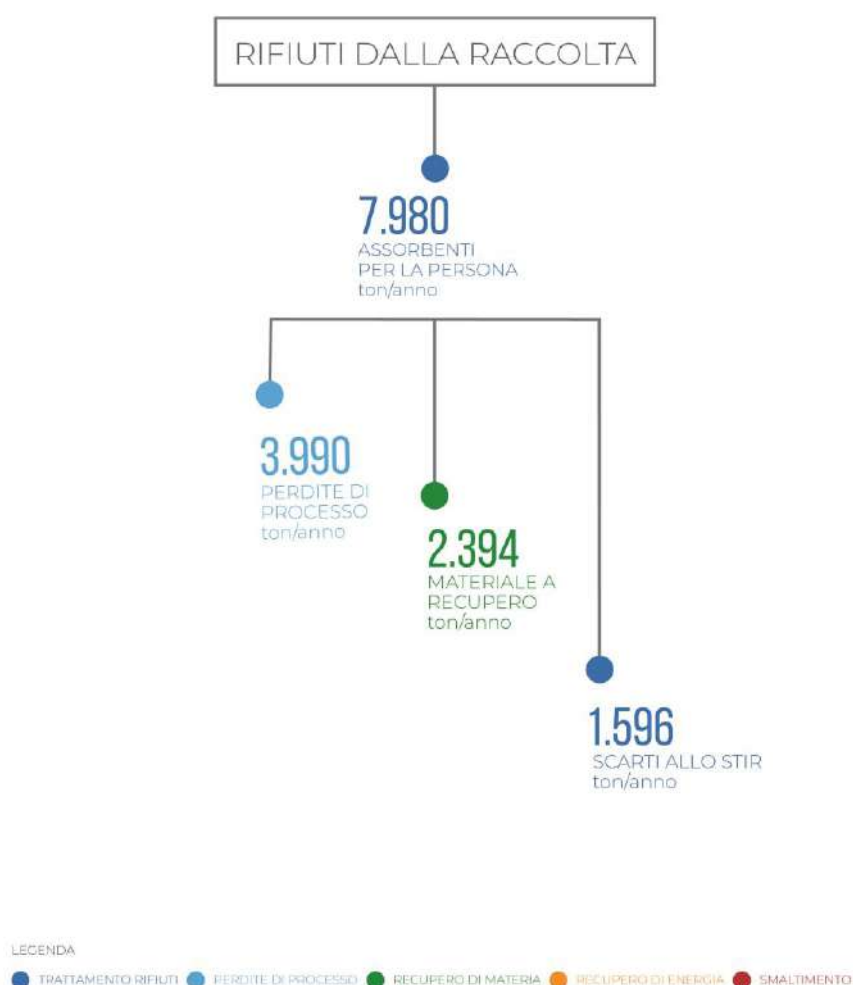 RIFIUTI DALLA RACCOLTA
7.980
ASSORBENTI
PER LA PERSONA
ton/anno
3.990
PERDITE DI
PROCESSO
ton/anno
2.394
MATERIALE A
RECUPERO
ton/anno
1.596
SCARTI ALLO STIR
ton/anno
LEGENDA
TRATTAMENTO RIFIUTI PERDITE DI PROCESSO RECUPERO DI MATERIA RECUPERO DI ENERGIA SMALTIMENTO